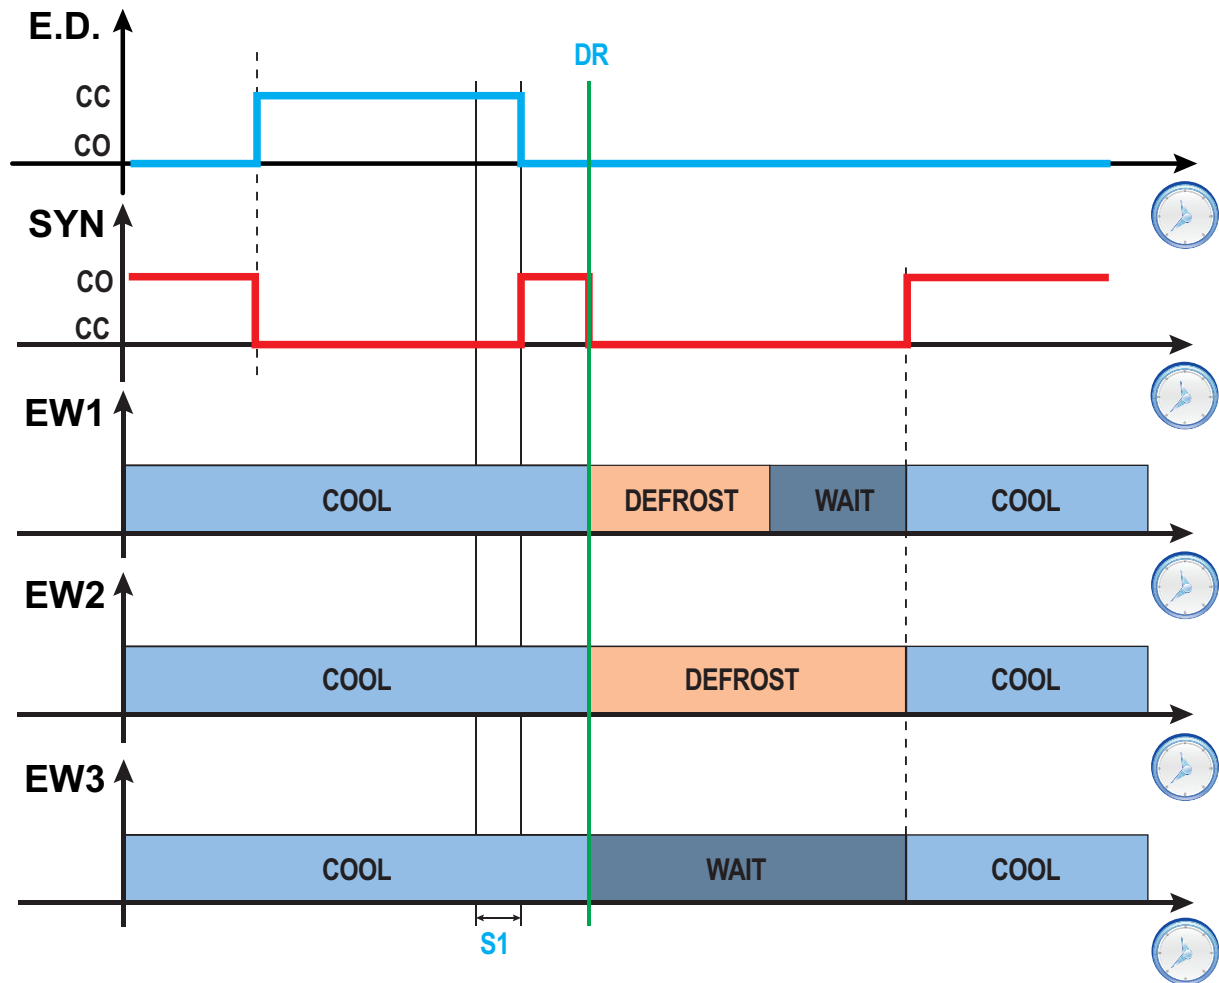 E.D.
DR
CC
CO
SYN
CO
CC
EW1
COOL DEFROST WAIT COOL
EW2
COOL DEFROST COOL
EW3
COOL WAIT COOL
S1